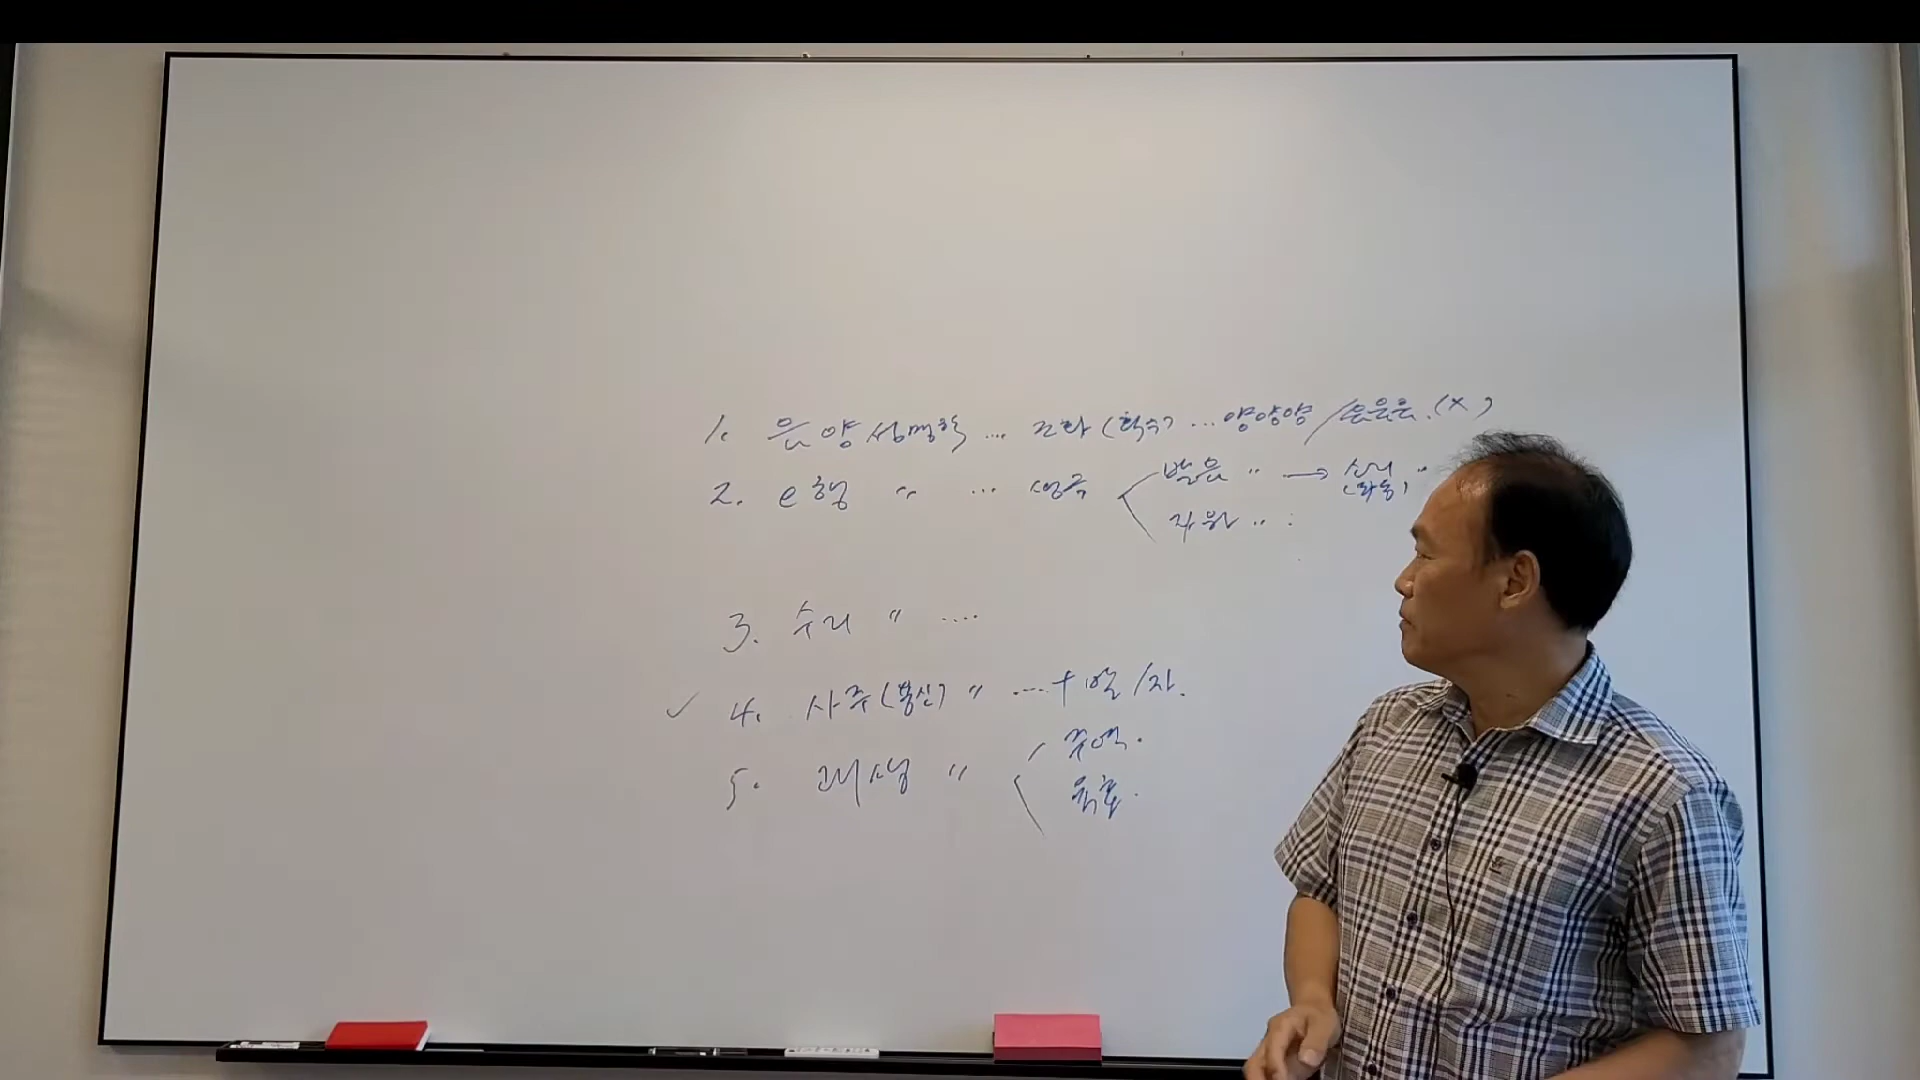 1. 음양성명학 … 조화(획수) … 양양양/음음음.(×)
2. 오행 〃 … 생극 발음 〃 → 소리 〃
(파동)
자원 〃 :
3. 수리 〃 ....
✓ 4. 사주(용신) 〃 ....
5. 괘상 〃 주역.
육효.